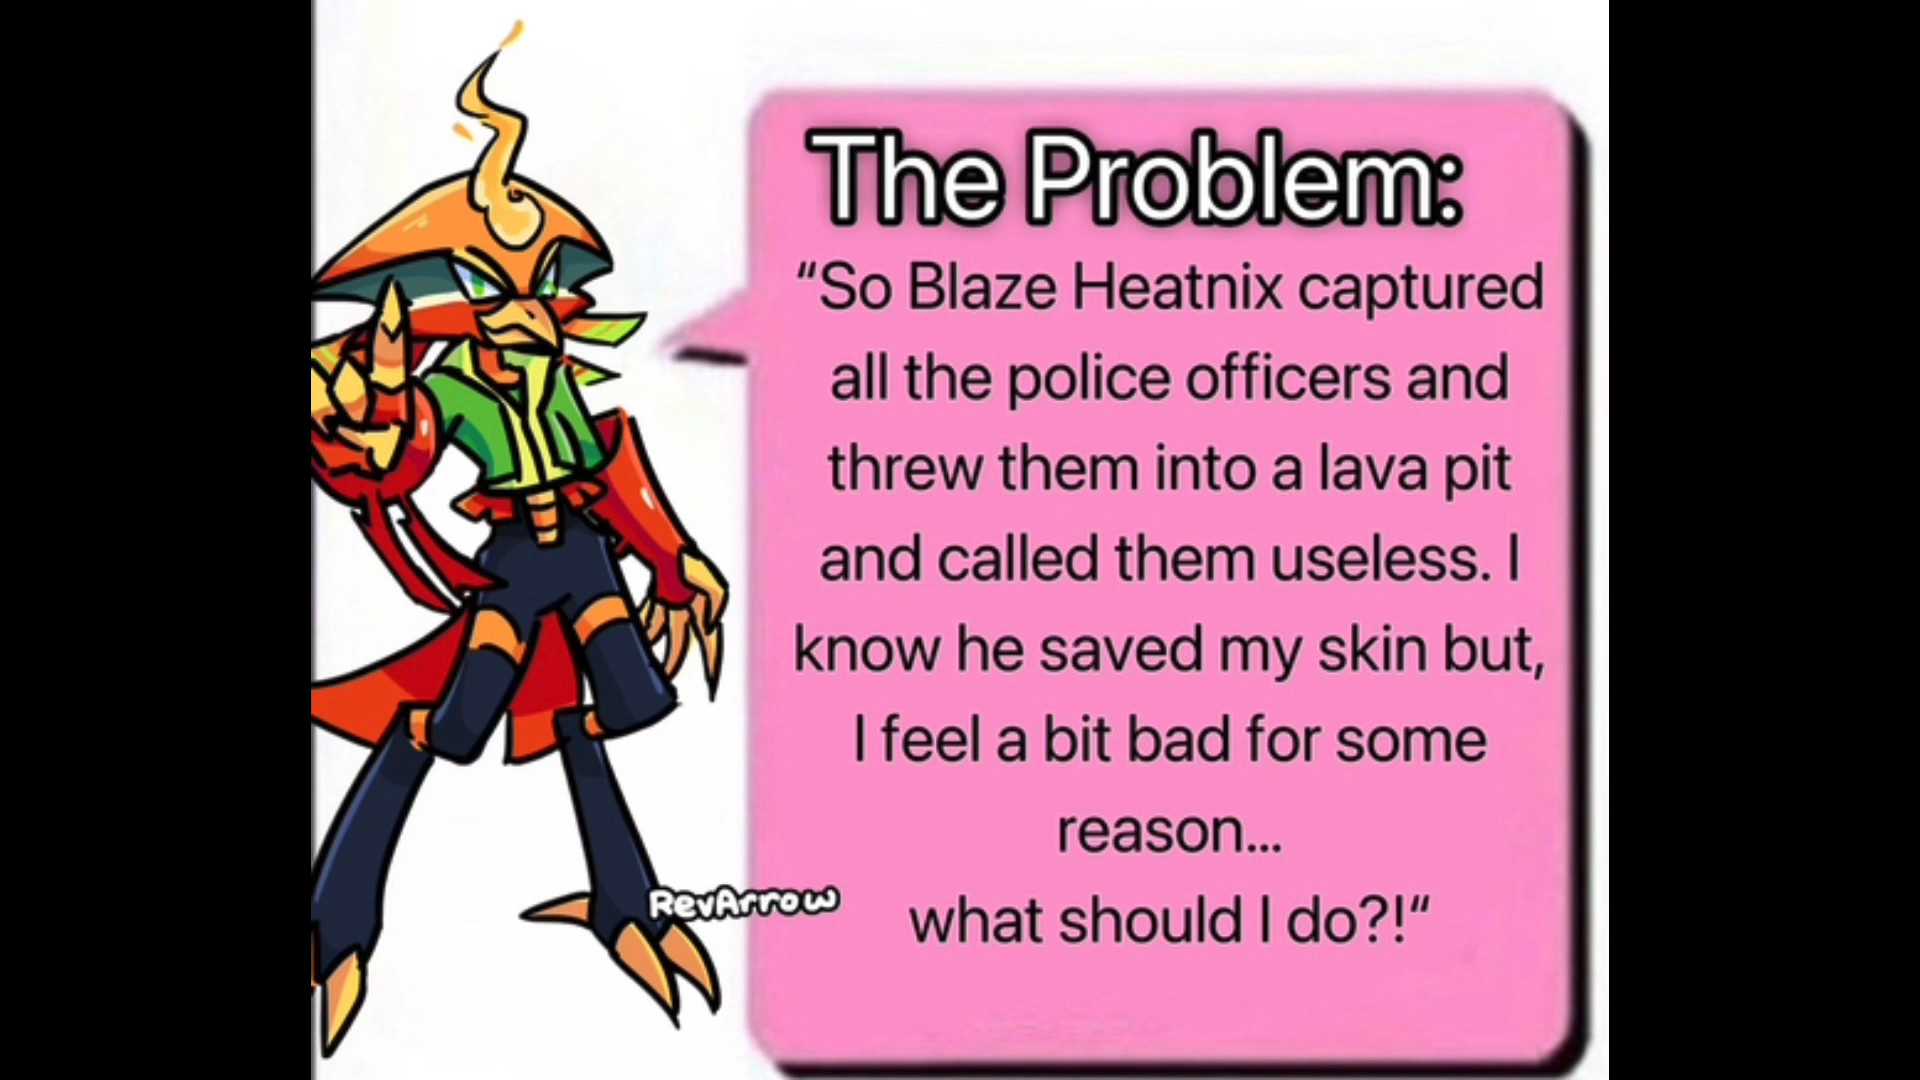 The Problem:
“So Blaze Heatnix captured
all the police officers and
threw them into a lava pit
and called them useless. I
know he saved my skin but,
I feel a bit bad for some
reason...
what should I do?!“
RevArrow